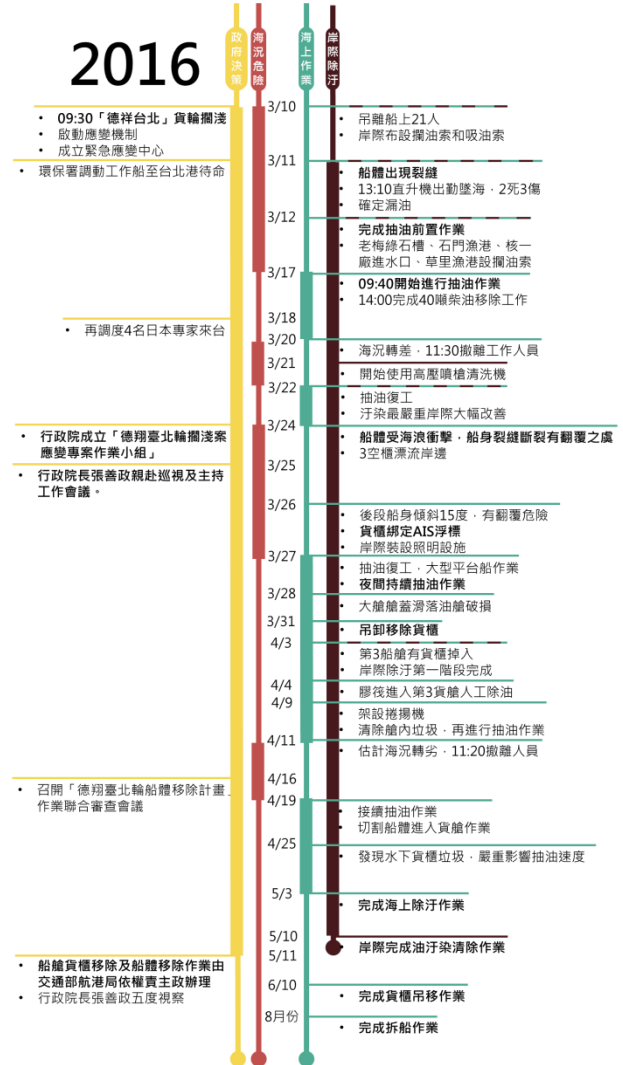 2016
政府決策
海況危險
海上作業
岸際除汙
3/10
• 09:30「德祥台北」貨輪擱淺
• 啟動應變機制
• 成立緊急應變中心
• 吊離船上21人
• 岸際布設攔油索和吸油索
3/11
• 環保署調動工作船至台北港待命
• 船體出現裂縫
• 13:10直升機出勤墜海，2死3傷
• 確定漏油
3/12
• 完成抽油前置作業
• 老梅綠石槽、石門漁港、核一
廠進水口、草里漁港設攔油索
3/17
• 09:40開始進行抽油作業
• 14:00完成40噸柴油移除工作
3/18
• 再調度4名日本專家來台
3/20
• 海況轉差，11:30撤離工作人員
3/21
• 開始使用高壓噴槍清洗機
3/22
• 抽油復工
• 汙染最嚴重岸際大幅改善
3/24
• 行政院成立「德翔臺北輪擱淺案
應變專案作業小組」
• 船體受海浪衝擊，船身裂縫斷裂有翻覆之虞
• 3空櫃漂流岸邊
3/25
• 行政院長張善政親赴巡視及主持
工作會議。
3/26
• 後段船身傾斜15度，有翻覆危險
• 貨櫃綁定AIS浮標
• 岸際裝設照明設施
3/27
• 抽油復工，大型平台船作業
• 夜間持續抽油作業
3/28
• 大艙艙蓋滑落油艙破損
3/31
• 吊卸移除貨櫃
4/3
• 第3船艙有貨櫃掉入
• 岸際除汙第一階段完成
4/4
• 膠筏進入第3貨艙人工除油
4/9
• 架設捲揚機
• 清除艙內垃圾，再進行抽油作業
4/11
• 估計海況轉劣，11:20撤離人員
4/16
• 召開「德翔臺北輪船體移除計畫」
作業聯合審查會議
4/19
• 接續抽油作業
• 切割船體進入貨艙作業
4/25
• 發現水下貨櫃垃圾，嚴重影響抽油速度
5/3
• 完成海上除汙作業
5/10
• 岸際完成油汙染清除作業
5/11
• 船艙貨櫃移除及船體移除作業由
交通部航港局依權責主政辦理
• 行政院長張善政五度視察
6/10
• 完成貨櫃吊移作業
8月份
• 完成拆船作業